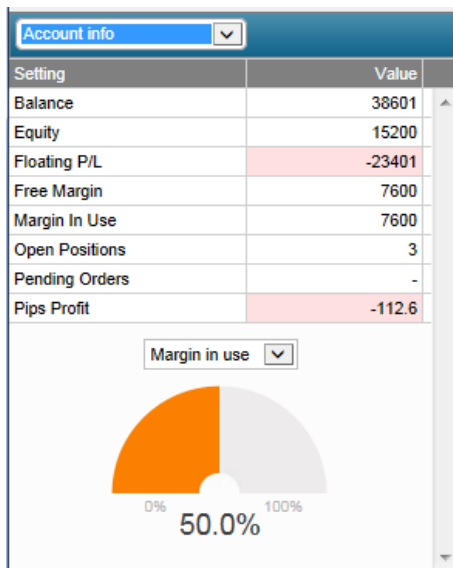 Account info
Setting Value
Balance 38601
Equity 15200
Floating P/L -23401
Free Margin 7600
Margin In Use 7600
Open Positions 3
Pending Orders -
Pips Profit -112.6
Margin in use
0% 100%
50.0%